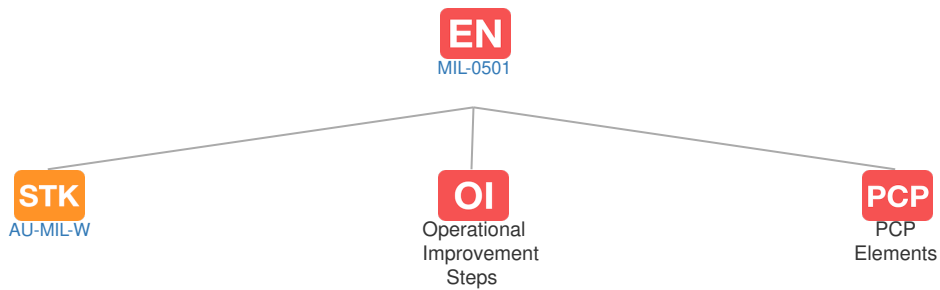 EN
MIL-0501
STK
AU-MIL-W
OI
Operational
Improvement
Steps
PCP
PCP
Elements